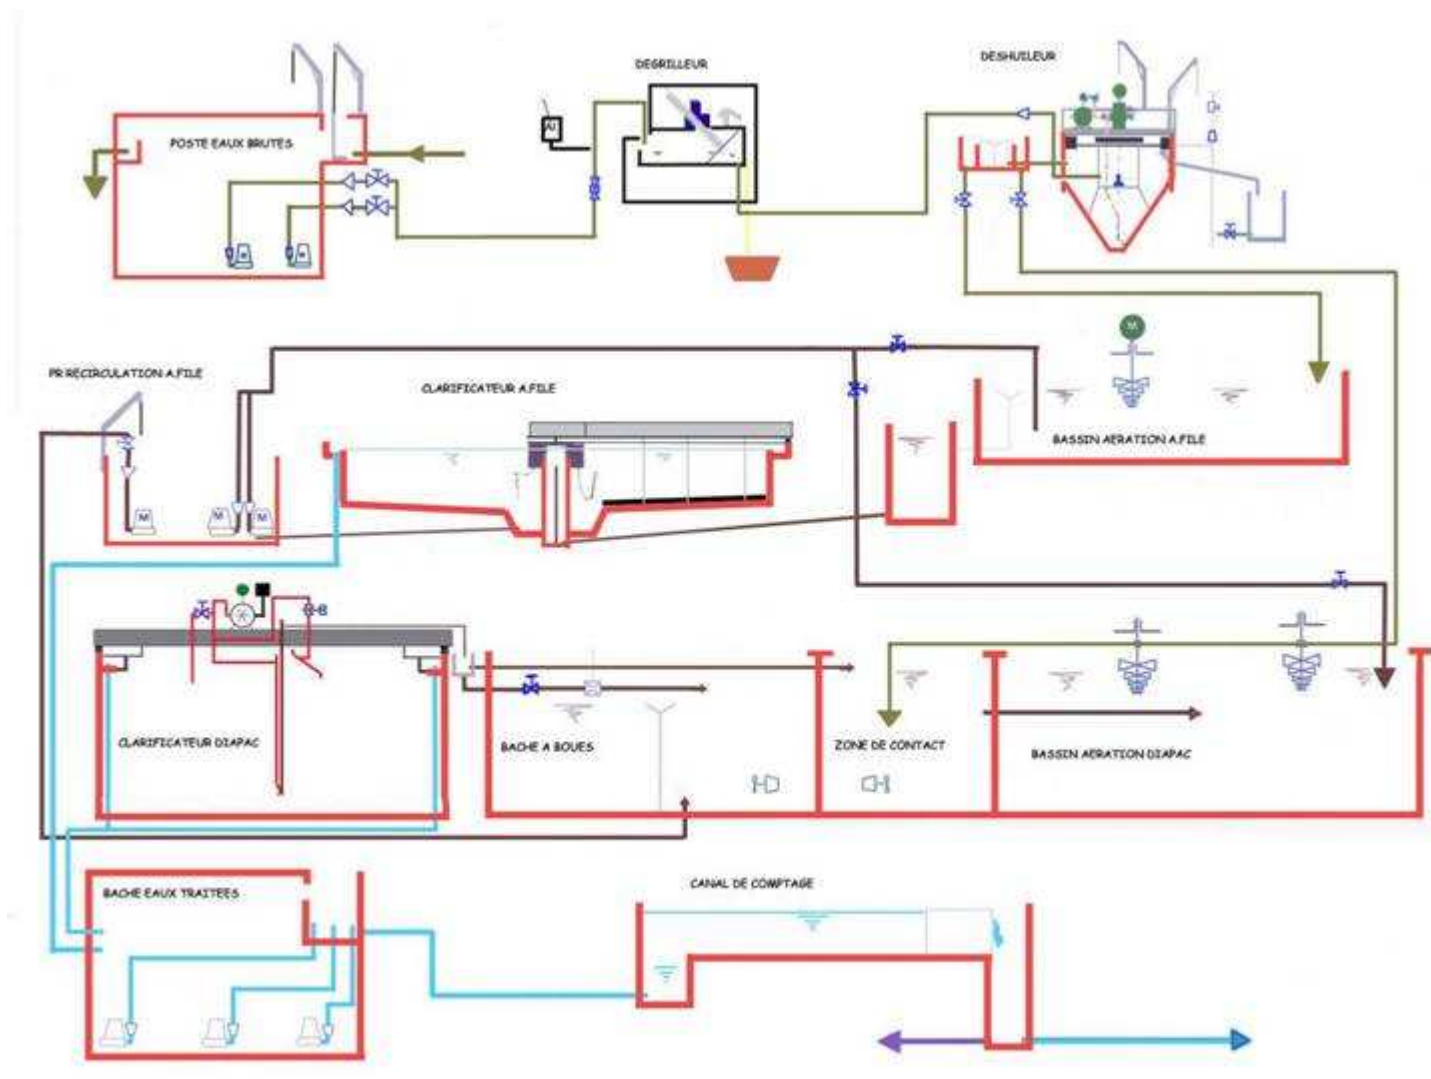 DEGRILLEUR
DESHUILEUR
POSTE EAUX BRUTES
PR RECIRCULATION A.FILE
CLARIFICATEUR A.FILE
M
BASSIN AERATION A.FILE
M
M
M
CLARIFICATEUR DIAPAC
BACHE A BOUES
ZONE DE CONTACT
BASSIN AERATION DIAPAC
BACHE EAUX TRAITEES
CANAL DE COMPTAGE